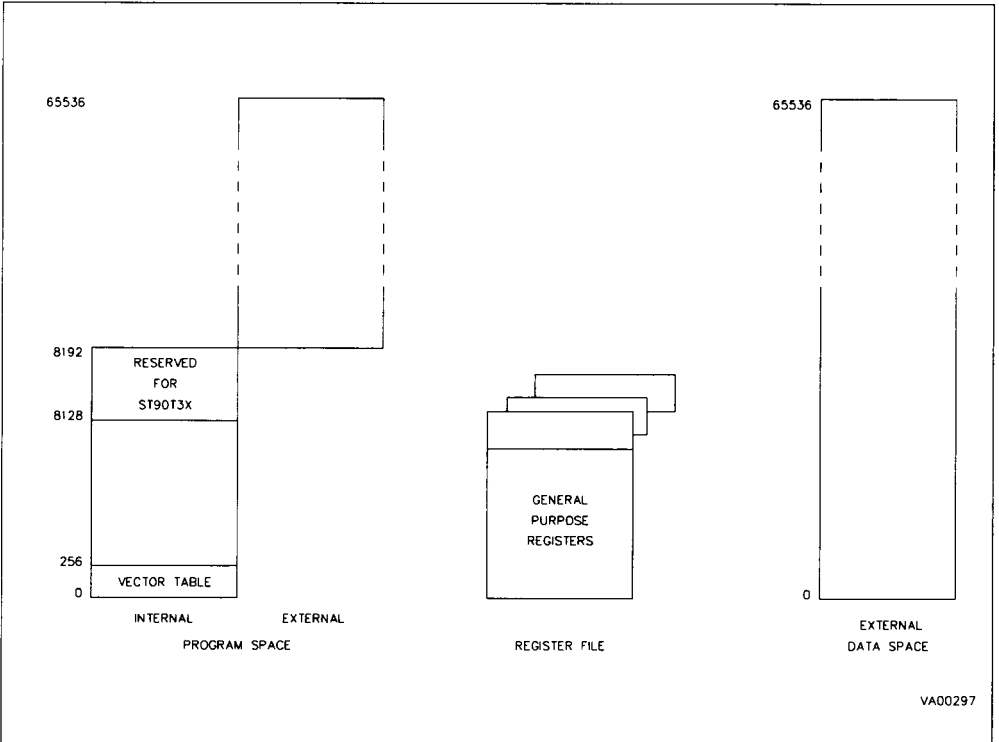 65536
65536
8192
RESERVED
FOR
ST90T3X
8128
GENERAL
PURPOSE
REGISTERS
256
VECTOR TABLE
0
0
INTERNAL
EXTERNAL
PROGRAM SPACE
REGISTER FILE
EXTERNAL
DATA SPACE
VA00297